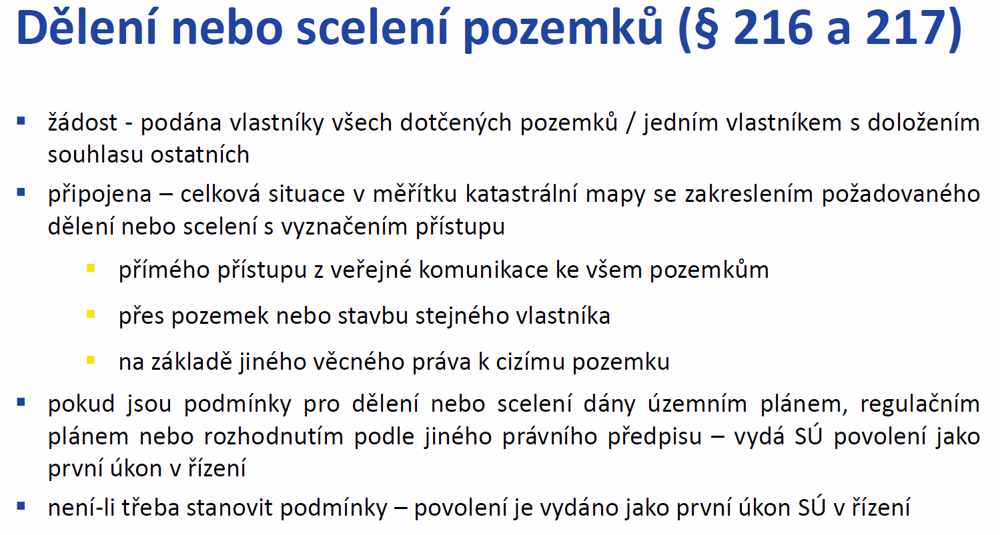 Dělení nebo scelení pozemků (§ 216 a 217)
▪ žádost - podána vlastníky všech dotčených pozemků / jedním vlastníkem s doložením
souhlasu ostatních
▪ připojena – celková situace v měřítku katastrální mapy se zakreslením požadovaného
dělení nebo scelení s vyznačením přístupu
▪ přímého přístupu z veřejné komunikace ke všem pozemkům
▪ přes pozemek nebo stavbu stejného vlastníka
▪ na základě jiného věcného práva k cizímu pozemku
▪ pokud jsou podmínky pro dělení nebo scelení dány územním plánem, regulačním
plánem nebo rozhodnutím podle jiného právního předpisu – vydá SÚ povolení jako
první úkon v řízení
▪ není-li třeba stanovit podmínky – povolení je vydáno jako první úkon SÚ v řízení